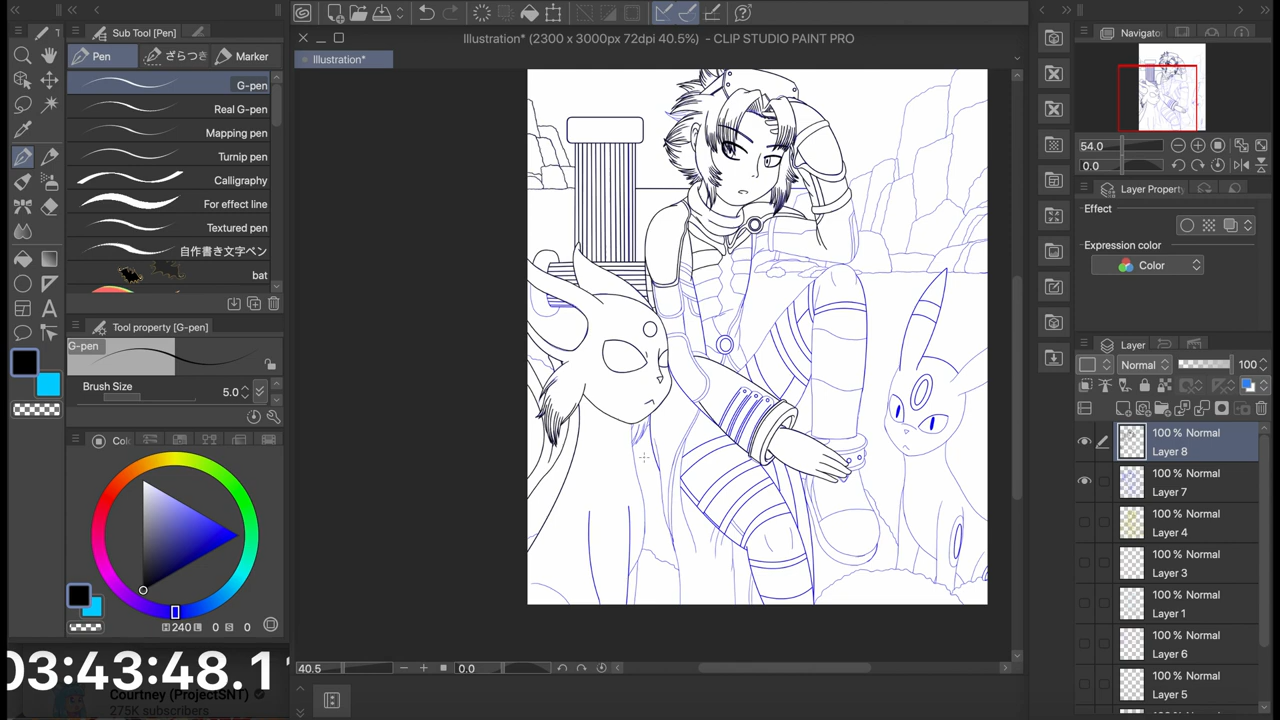 Illustration* (2300 x 3000px 72dpi 40.5%) - CLIP STUDIO PAINT PRO
Sub Tool [Pen]
Pen
ざらつき
Marker
G-pen
Real G-pen
Mapping pen
Turnip pen
Calligraphy
For effect line
Textured pen
自作書き文字ペン
bat
Tool property [G-pen]
G-pen
Brush Size
5.0
H 240 L 0 S 0
03:43:48.1
Courtney (ProjectSNT)
275K subscribers
Illustration*
40.5
0.0
54.0
0.0
Effect
Expression color
Color
Layer
Normal
100
100 % Normal
Layer 8
100 % Normal
Layer 7
100 % Normal
Layer 4
100 % Normal
Layer 3
100 % Normal
Layer 1
100 % Normal
Layer 6
100 % Normal
Layer 5